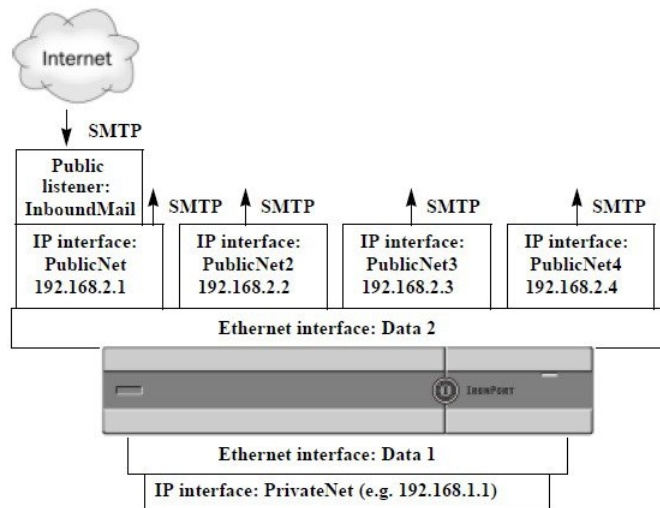 Internet
SMTP
Public
listener:
InboundMail
SMTP
SMTP
SMTP
SMTP
IP interface:
PublicNet
192.168.2.1
IP interface:
PublicNet2
192.168.2.2
IP interface:
PublicNet3
192.168.2.3
IP interface:
PublicNet4
192.168.2.4
Ethernet interface: Data 2
IRONPORT
Ethernet interface: Data 1
IP interface: PrivateNet (e.g. 192.168.1.1)